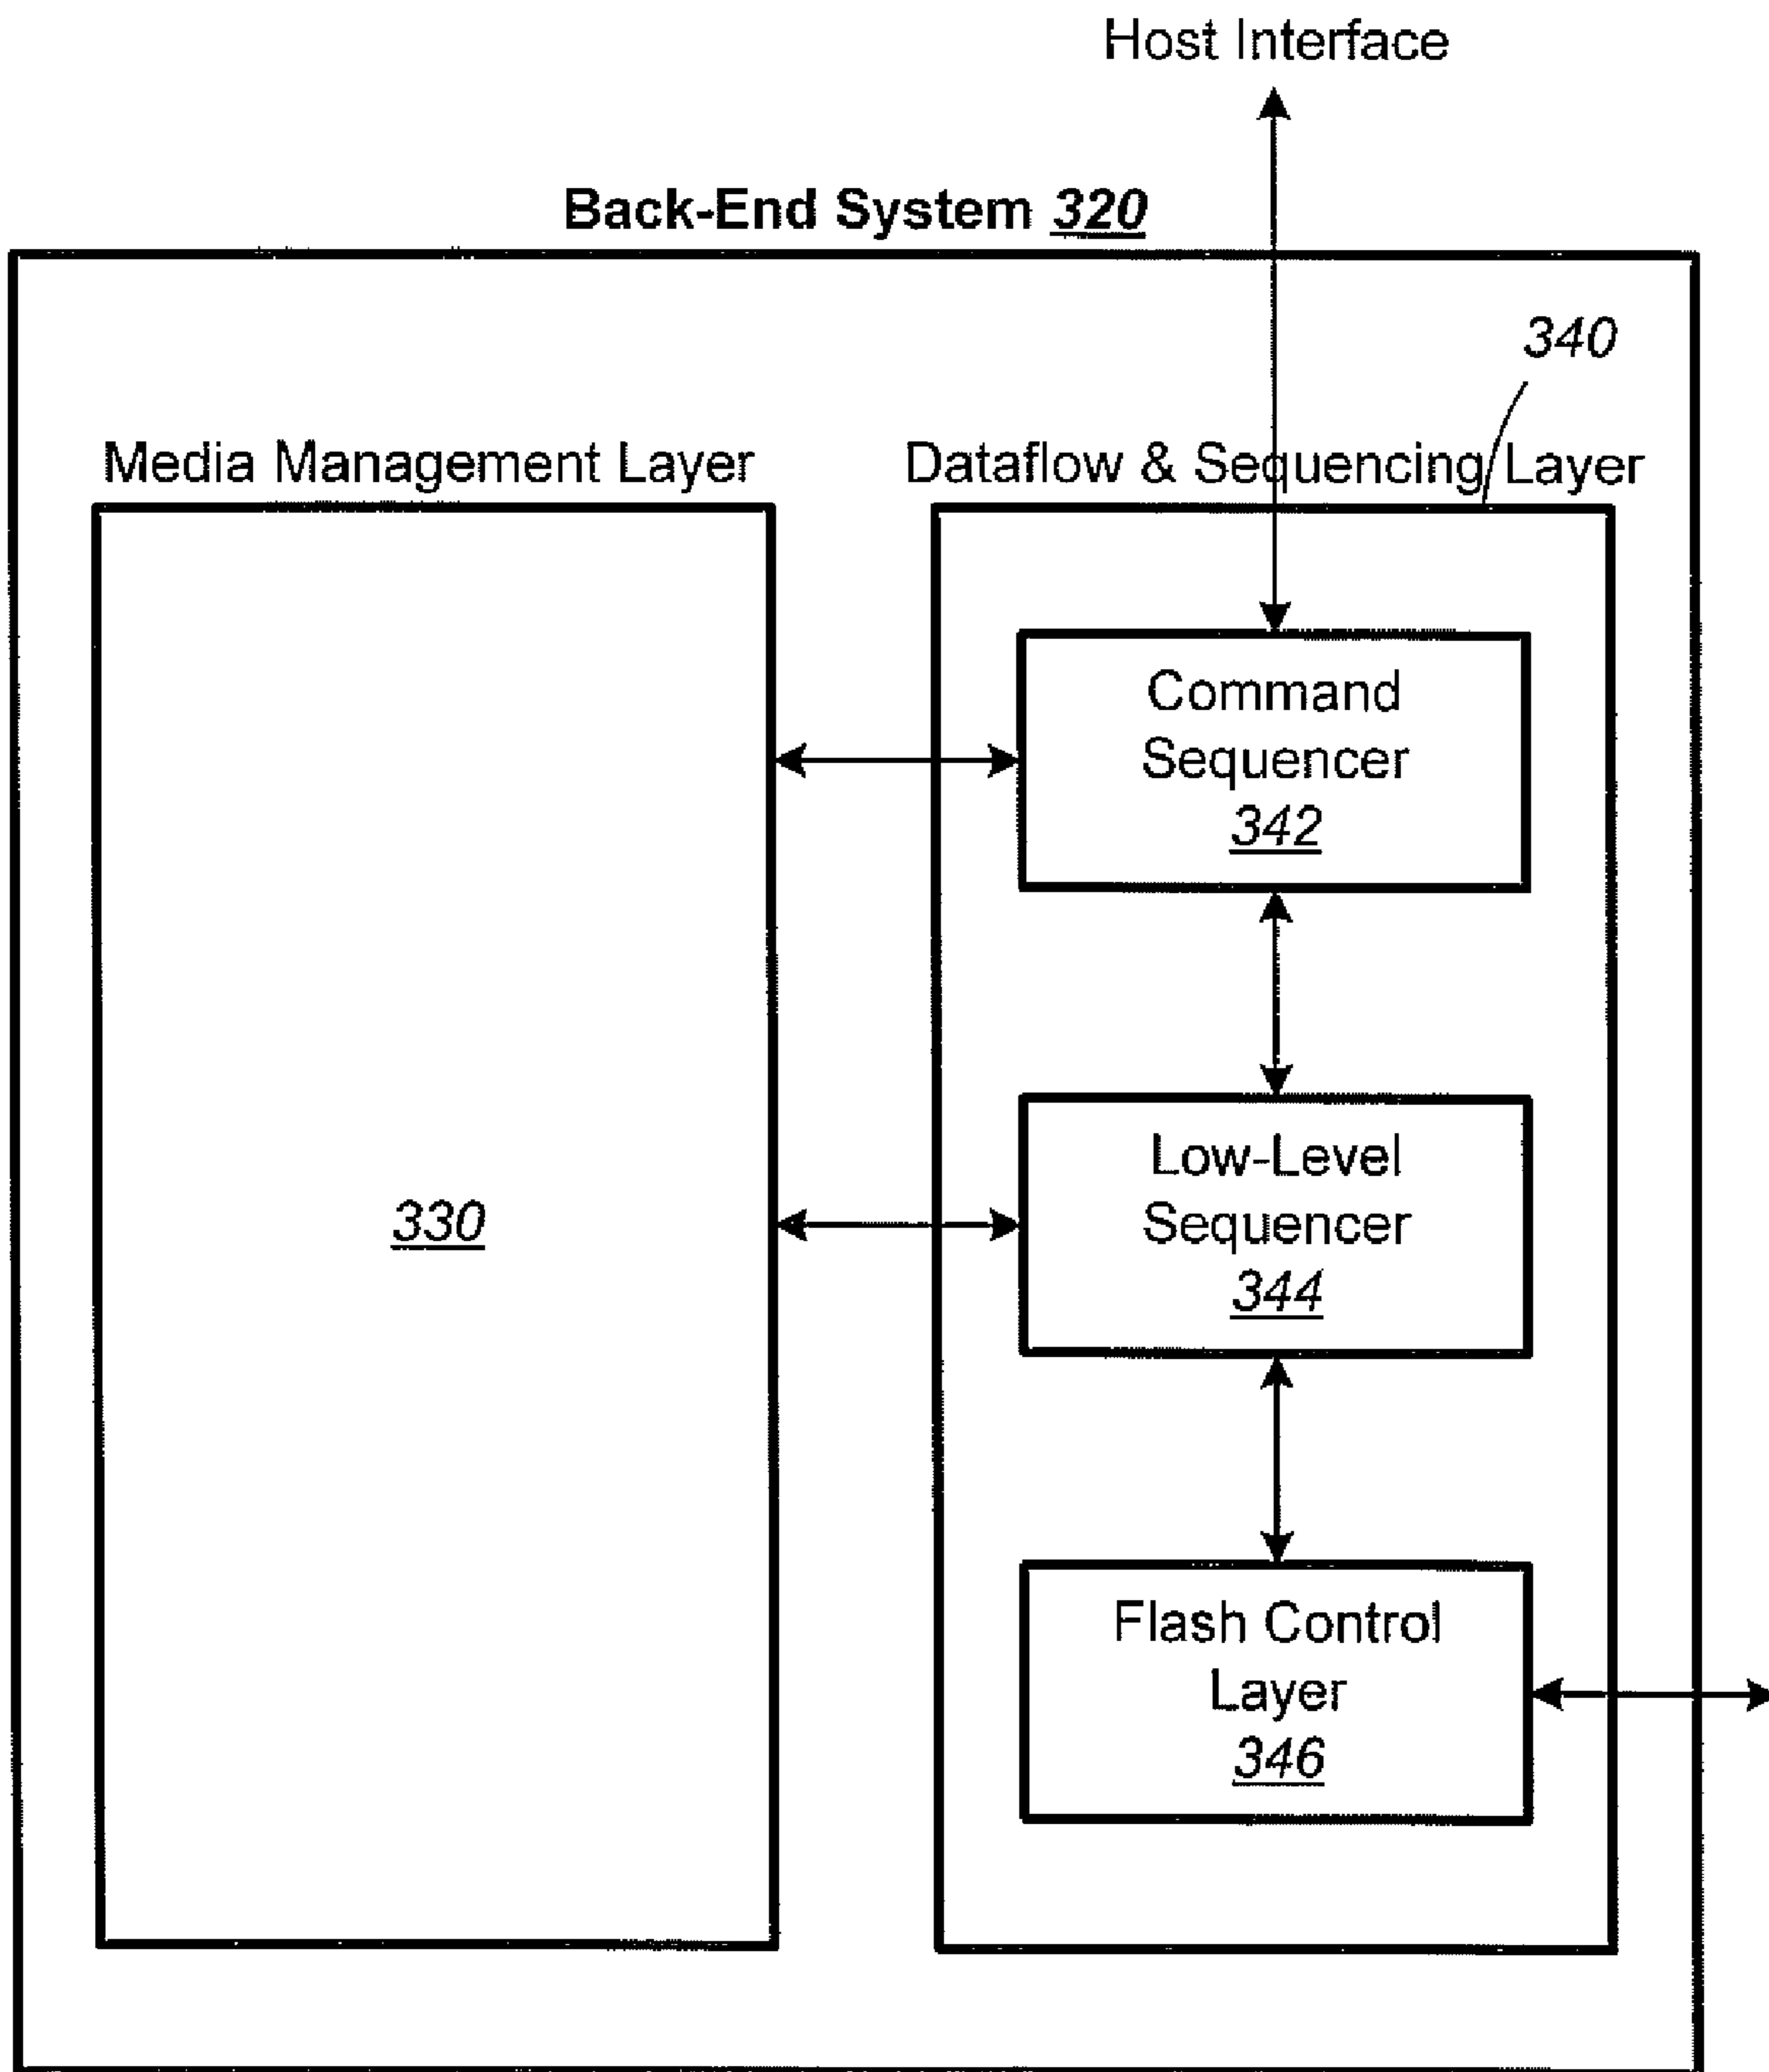 Host Interface
Back-End System 320
340
Media Management Layer
Dataflow & Sequencing Layer
Command
Sequencer
342
Low-Level
Sequencer
344
330
Flash Control
Layer
346